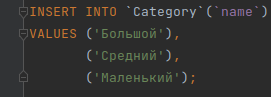 INSERT INTO `Category`(`name`)
VALUES ('Большой'),
('Средний'),
('Маленький');